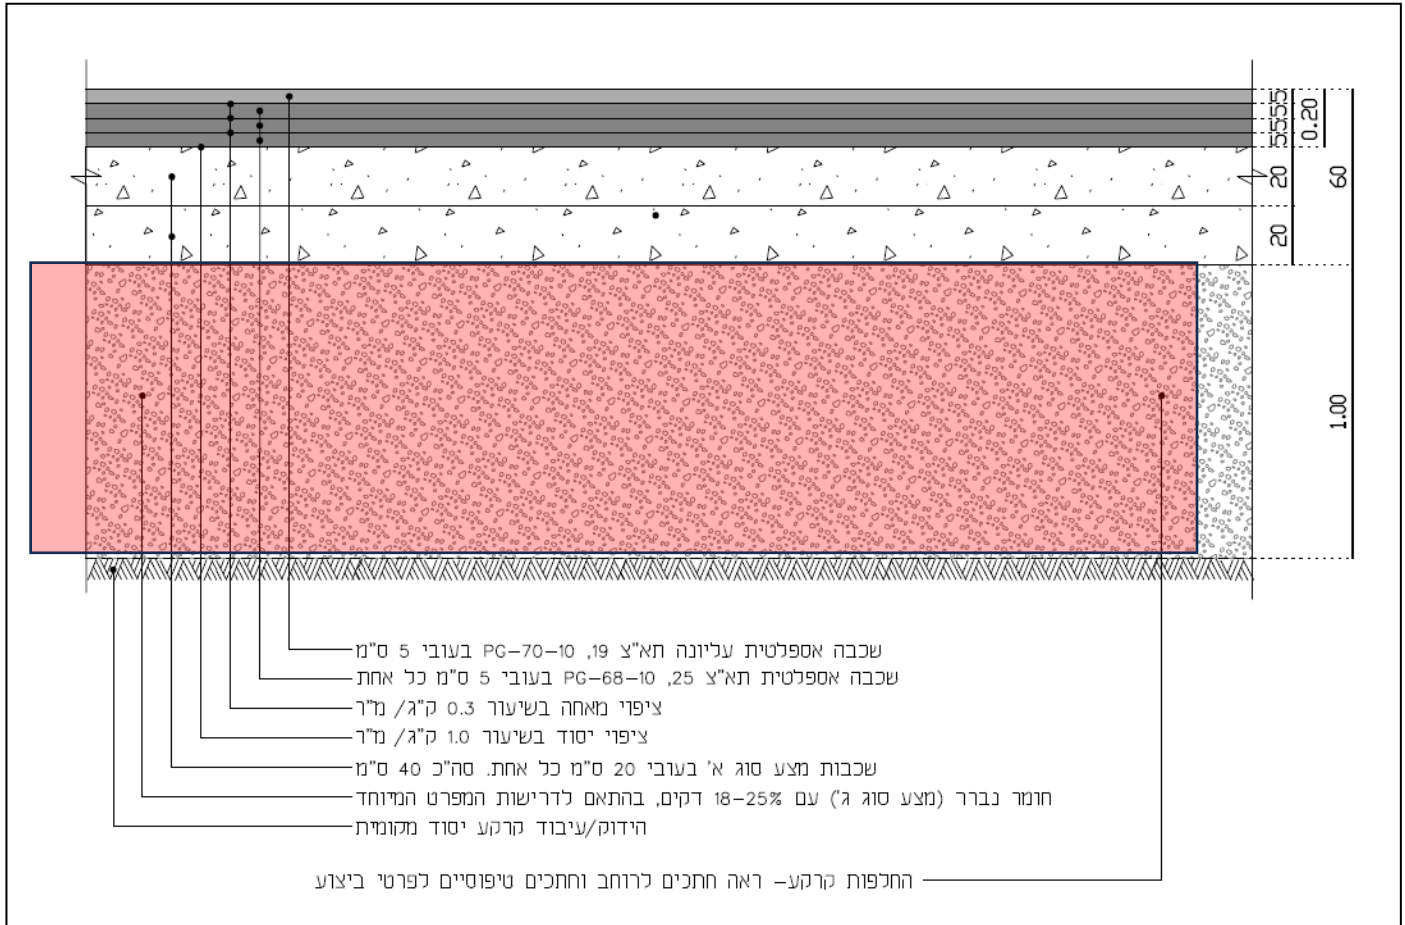 5
5
5
5
0.20
20
60
20
1.00
שכבה אספלטית עליונה תא"צ 19, PG-70-10 בעובי 5 ס"מ
שכבה אספלטית תא"צ 25, PG-68-10 בעובי 5 ס"מ כל אחת
ציפוי מאחה בשיעור 0.3 ק"ג/ מ"ר
ציפוי יסוד בשיעור 1.0 ק"ג/ מ"ר
שכבות מצע סוג א' בעובי 20 ס"מ כל אחת. סה"כ 40 ס"מ
חומר נברר (מצע סוג ג') עם 18-25% דקים, בהתאם לדרישות המפרט המיוחד
הידוק/עיבוד קרקע יסוד מקומית
החלפות קרקע- ראה חתכים לרוחב וחתכים טיפוסיים לפרטי ביצוע